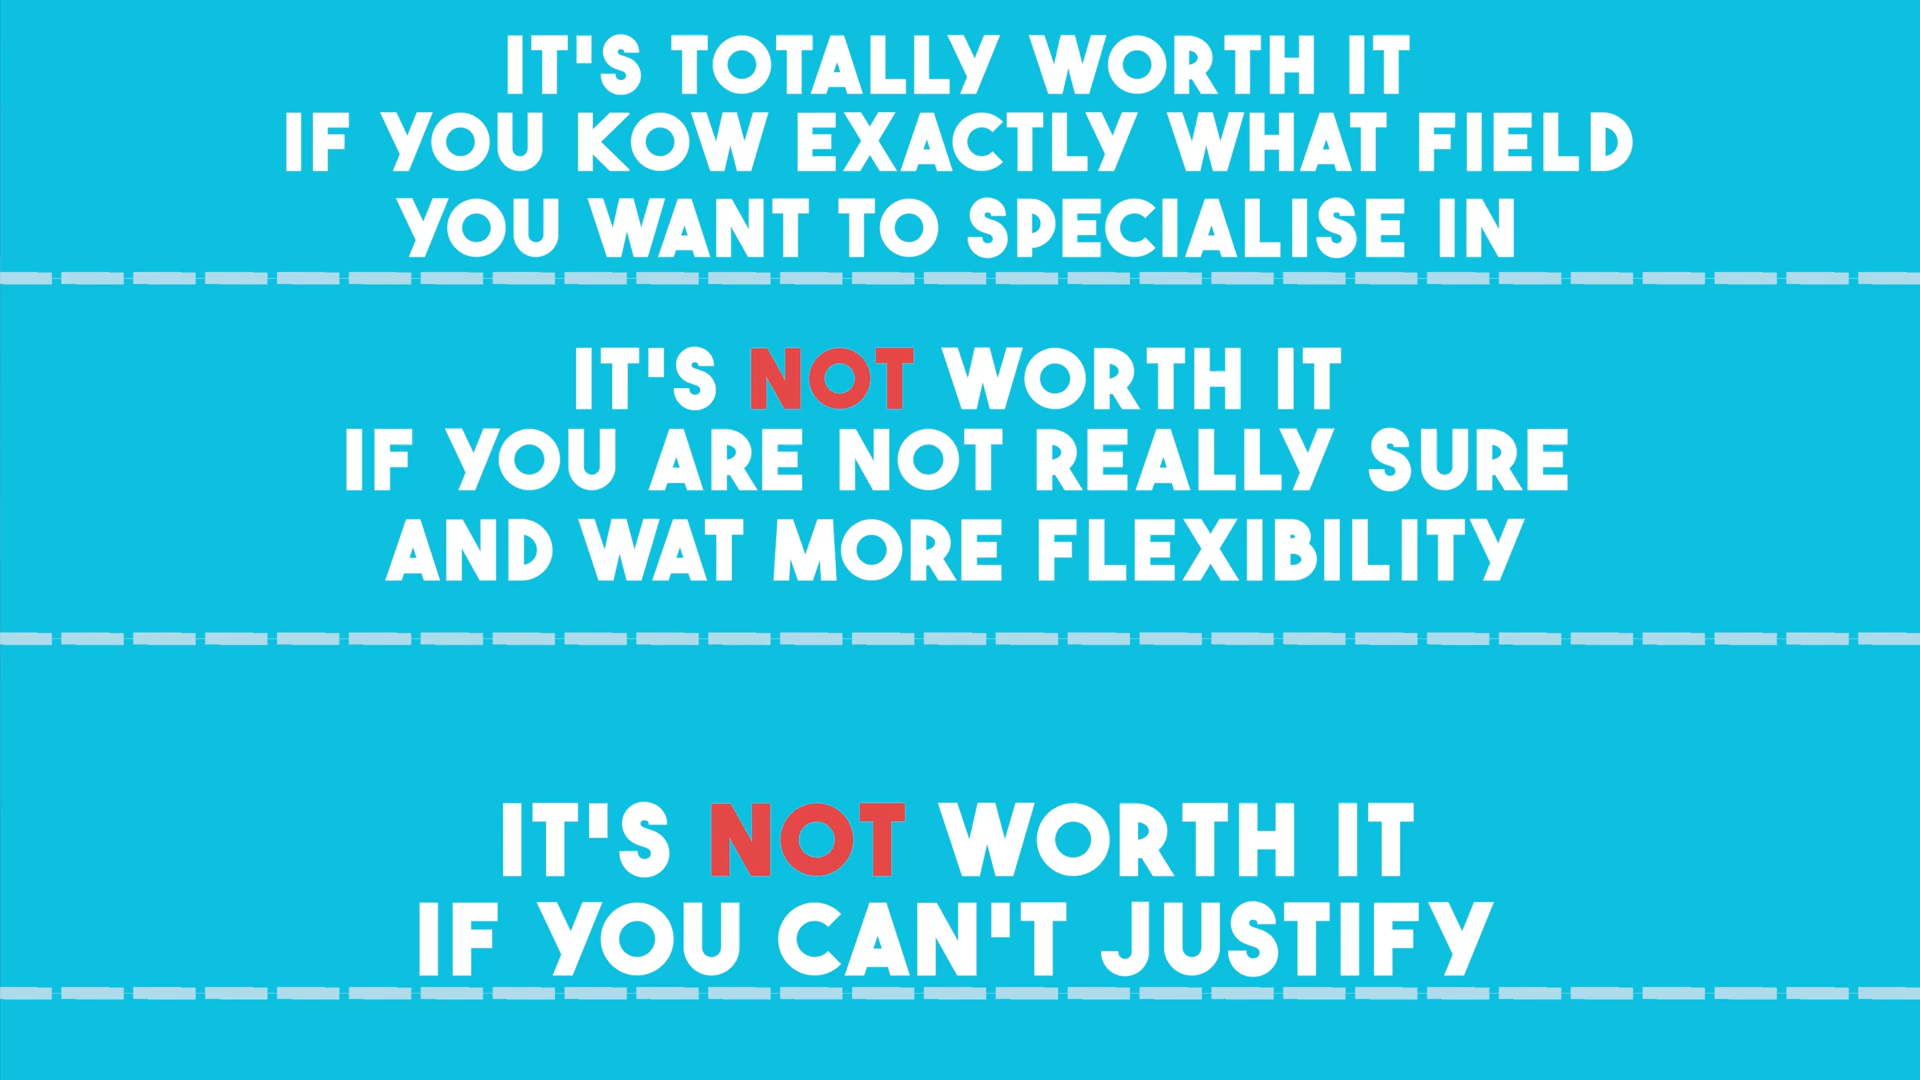 IT'S TOTALLY WORTH IT
IF YOU KOW EXACTLY WHAT FIELD
YOU WANT TO SPECIALISE IN
IT'S NOT WORTH IT
IF YOU ARE NOT REALLY SURE
AND WAT MORE FLEXIBILITY
IT'S NOT WORTH IT
IF YOU CAN'T JUSTIFY